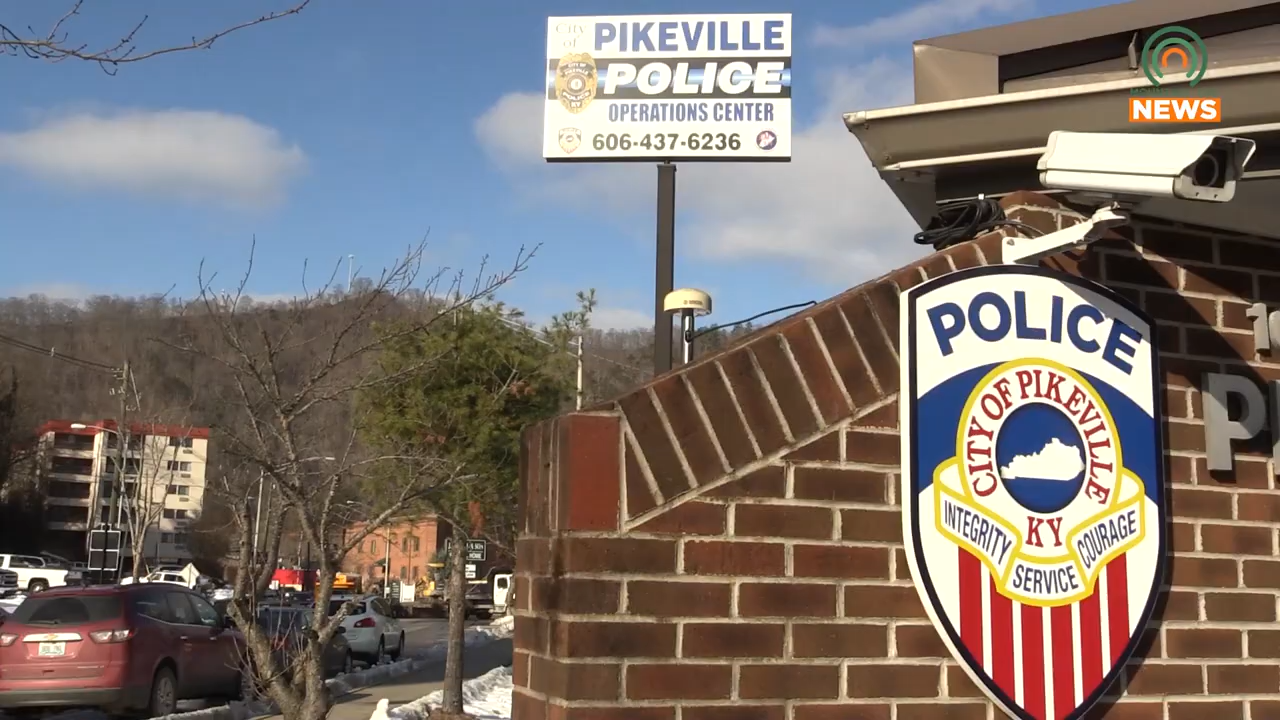 City of
PIKEVILLE
POLICE
OPERATIONS CENTER
606-437-6236
NEWS
POLICE
CITY OF PIKEVILLE
KY
INTEGRITY
SERVICE
COURAGE